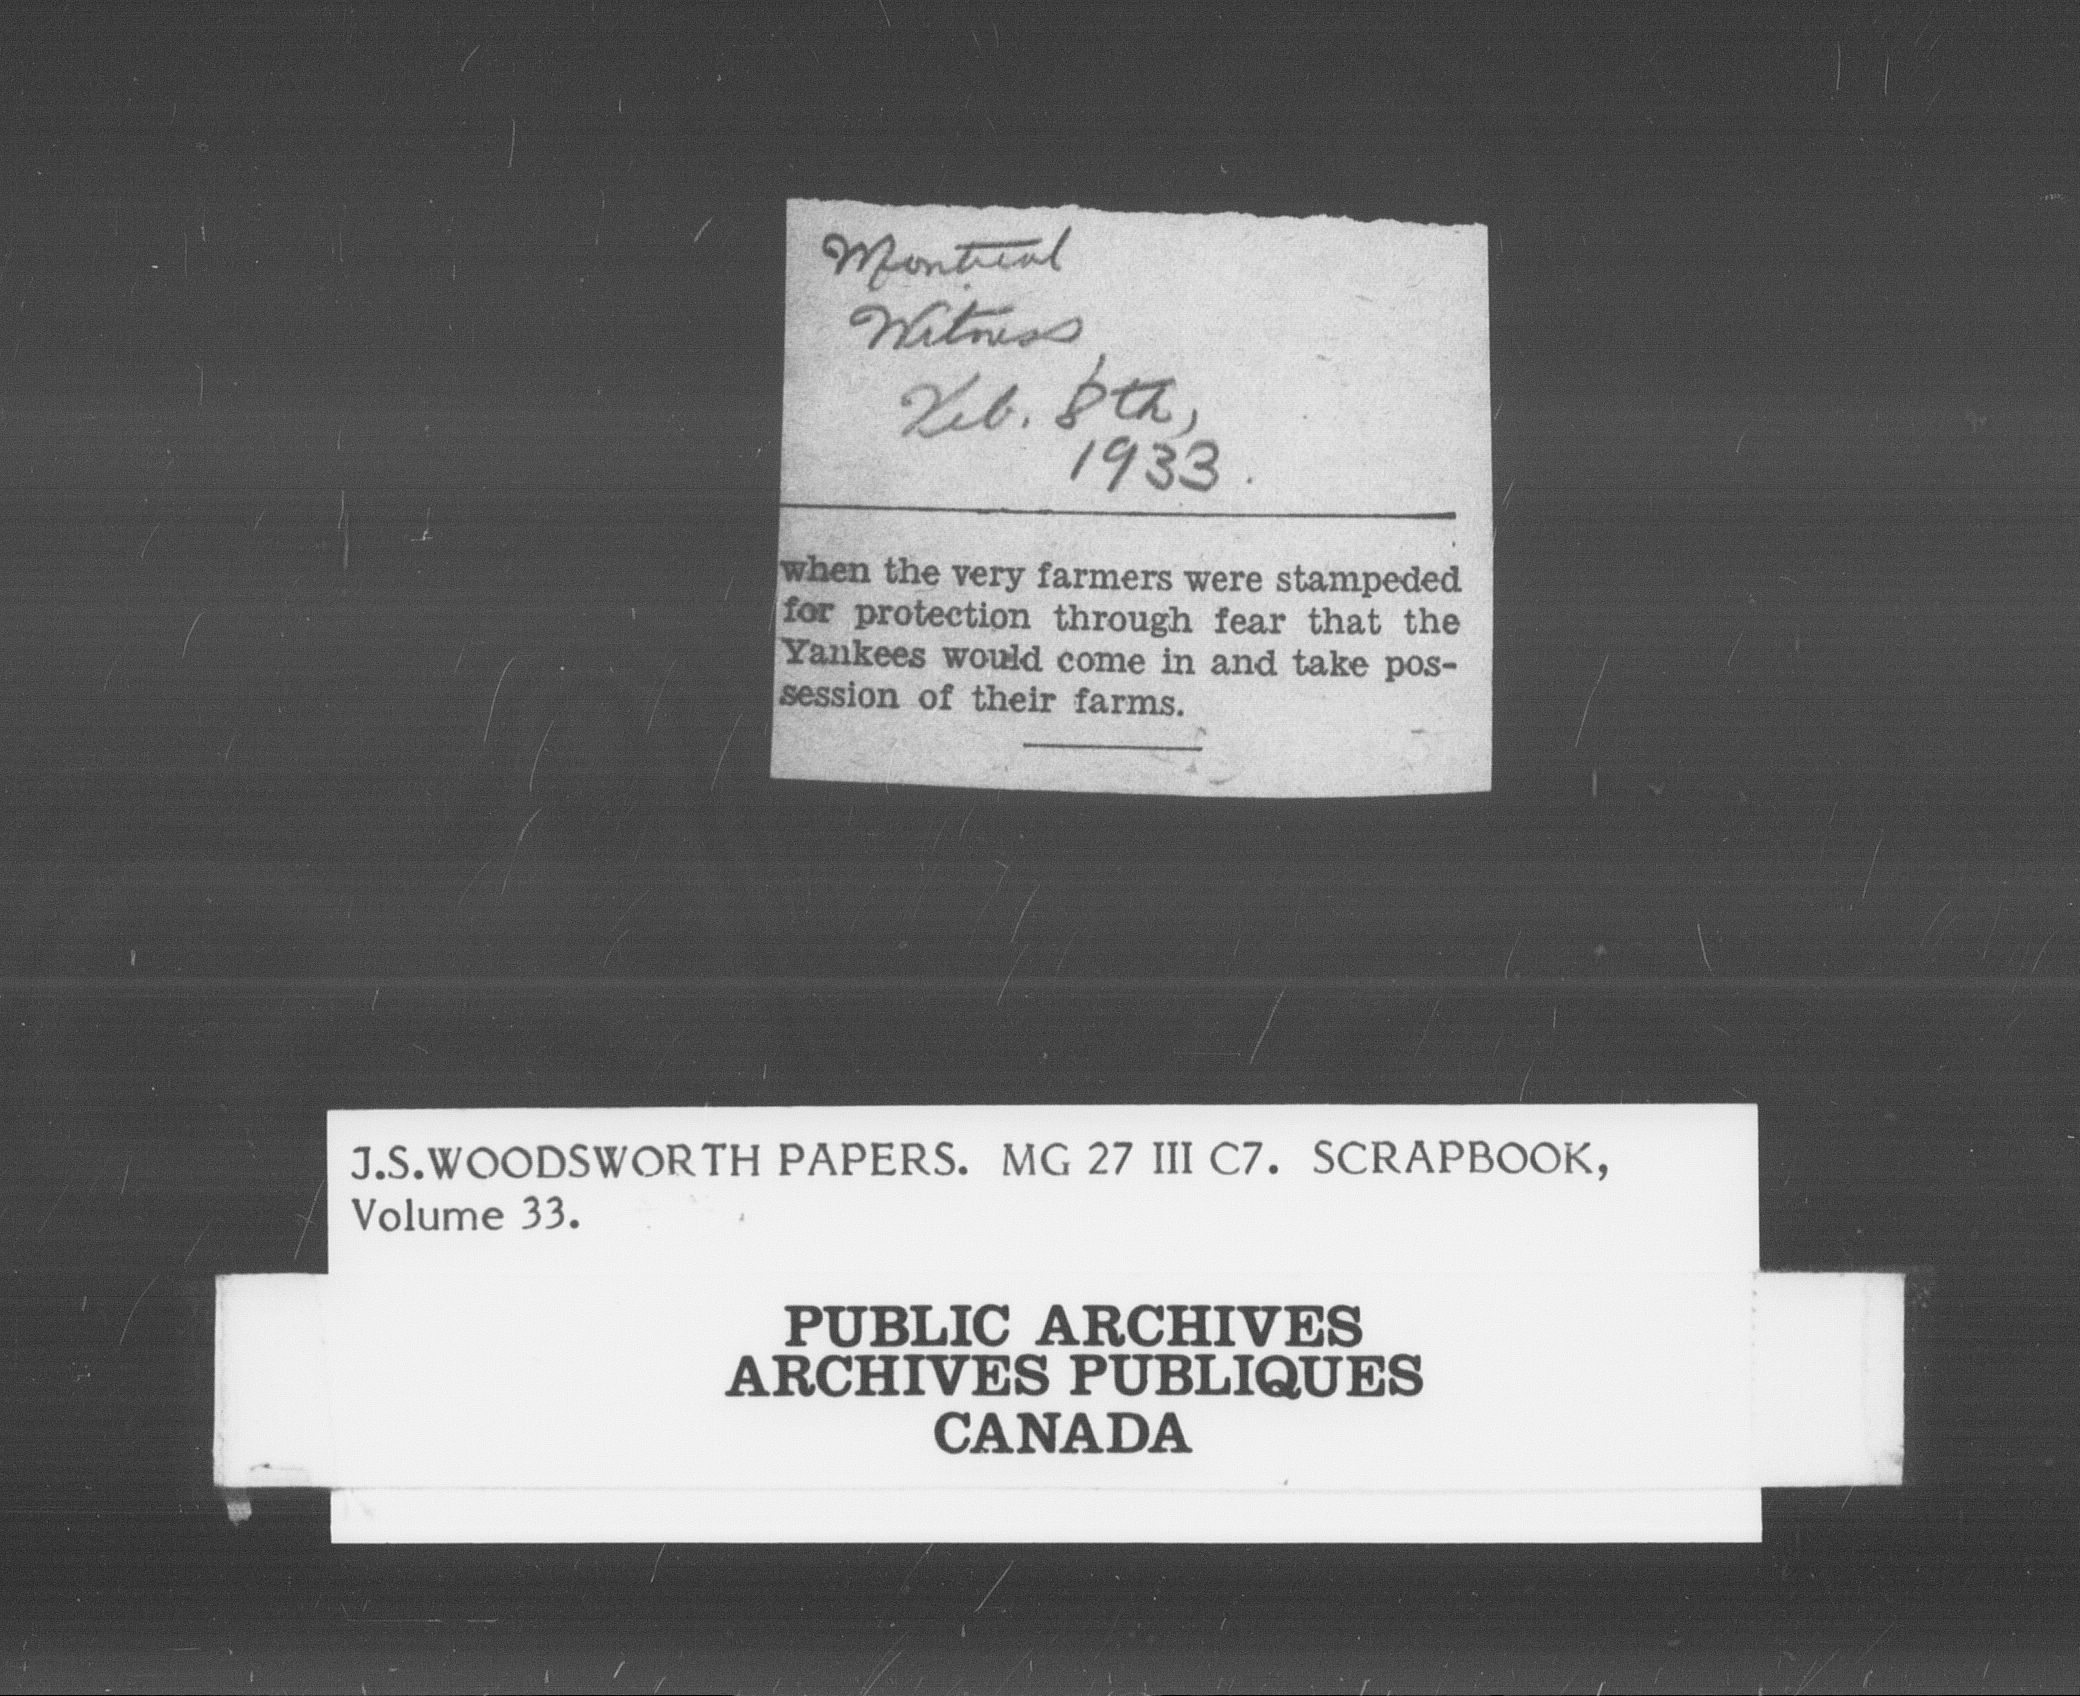 Montreal
Witness
Feb. 8th,
1933.
when the very farmers were stampeded
for protection through fear that the
Yankees would come in and take pos-
session of their farms.
J.S.WOODSWORTH PAPERS. MG 27 III C7. SCRAPBOOK,
Volume 33.
PUBLIC ARCHIVES
ARCHIVES PUBLIQUES
CANADA